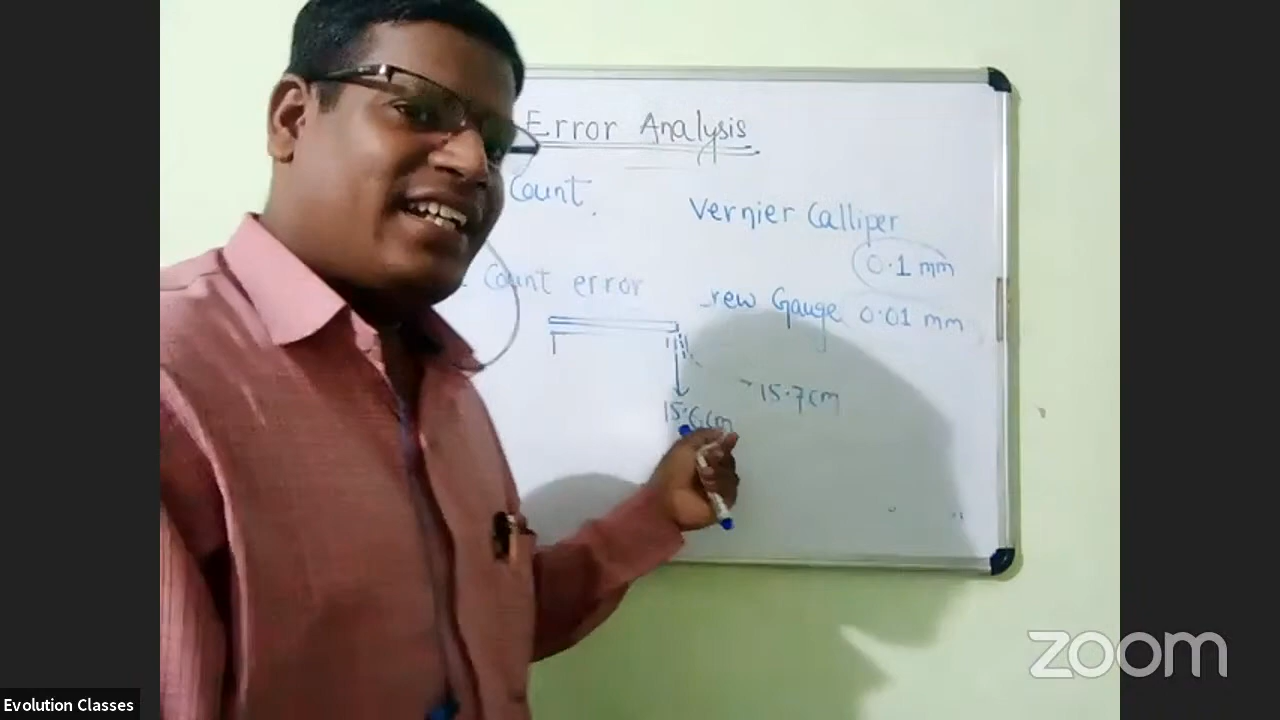 Error Analysis
Count.
Vernier Calliper
0.1 mm
Count error
rew Gauge 0.01 mm
15.6cm
15.7cm
zoom
Evolution Classes